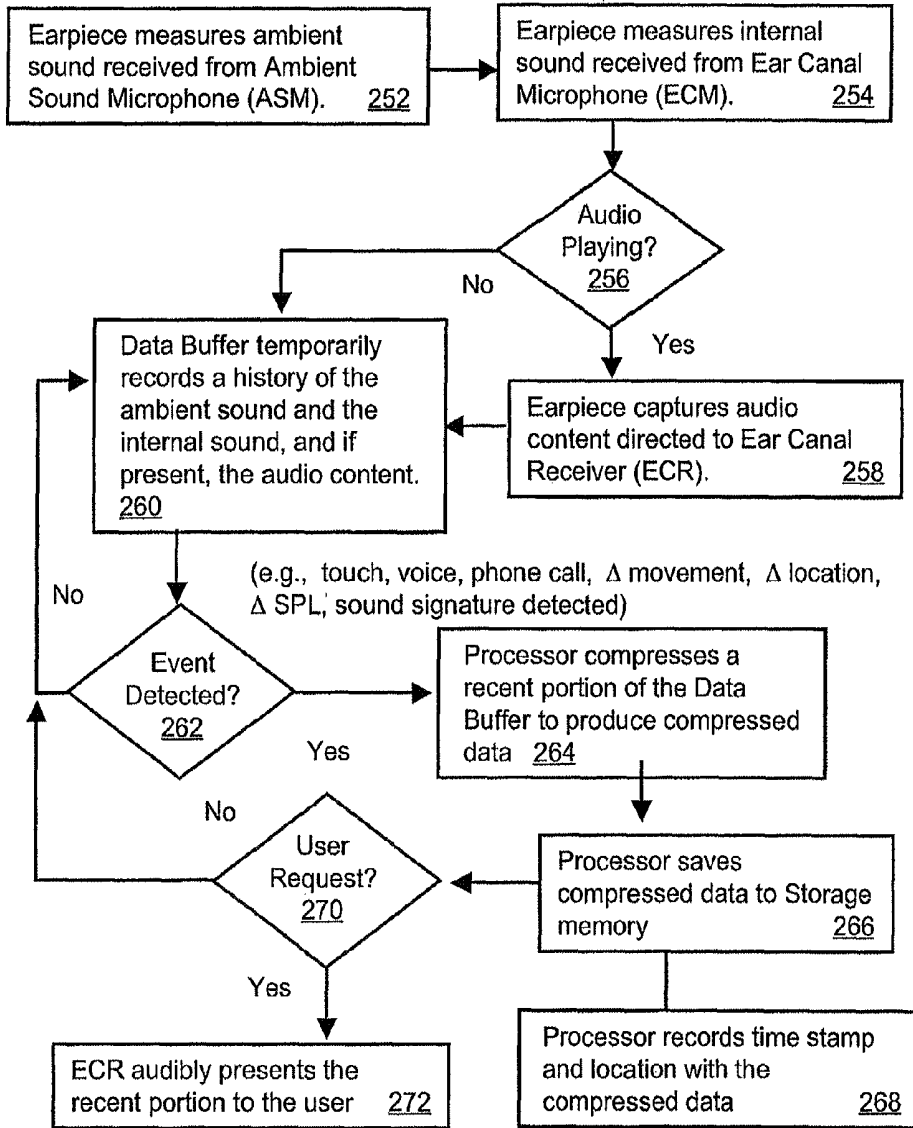 Earpiece measures ambient
sound received from Ambient
Sound Microphone (ASM). 252
Earpiece measures internal
sound received from Ear Canal
Microphone (ECM). 254
Audio
Playing?
256
No
Yes
Data Buffer temporarily
records a history of the
ambient sound and the
internal sound, and if
present, the audio content.
260
Earpiece captures audio
content directed to Ear Canal
Receiver (ECR). 258
(e.g., touch, voice, phone call, Δ movement, Δ location,
Δ SPL, sound signature detected)
No
Event
Detected?
262
Yes
Processor compresses a
recent portion of the Data
Buffer to produce compressed
data 264
No
User
Request?
270
Yes
Processor saves
compressed data to Storage
memory 266
ECR audibly presents the
recent portion to the user 272
Processor records time stamp
and location with the
compressed data 268